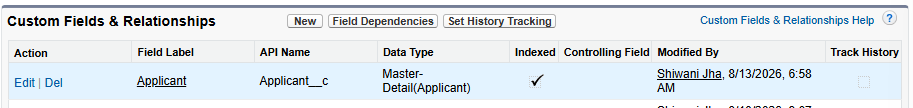 Custom Fields & Relationships New Field Dependencies Set History Tracking Custom Fields & Relationships Help ?
Action Field Label API Name Data Type Indexed Controlling Field Modified By Track History
Edit | Del Applicant Applicant__c Master-
Detail(Applicant) Shiwani Jha, 8/13/2026, 6:58
AM